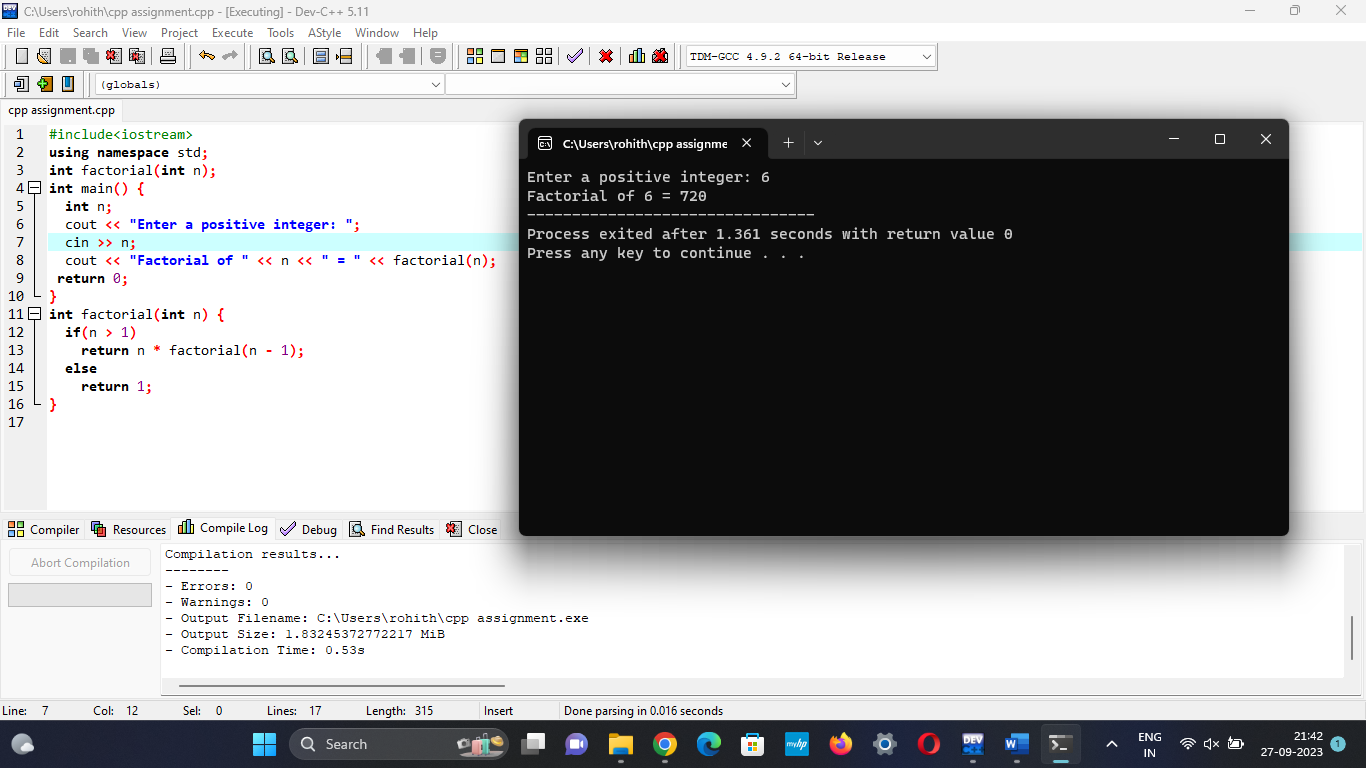 C:\Users\rohith\cpp assignment.cpp - [Executing] - Dev-C++ 5.11
File Edit Search View Project Execute Tools AStyle Window Help
TDM-GCC 4.9.2 64-bit Release
(globals)
cpp assignment.cpp
1 #include<iostream>
2 using namespace std;
3 int factorial(int n);
4 int main() {
5 int n;
6 cout << "Enter a positive integer: ";
7 cin >> n;
8 cout << "Factorial of " << n << " = " << factorial(n);
9 return 0;
10 }
11 int factorial(int n) {
12 if(n > 1)
13 return n * factorial(n - 1);
14 else
15 return 1;
16 }
17
C:\Users\rohith\cpp assignme
Enter a positive integer: 6
Factorial of 6 = 720
--------------------------------
Process exited after 1.361 seconds with return value 0
Press any key to continue . . .
Compiler Resources Compile Log Debug Find Results Close
Abort Compilation
Compilation results...
--------
- Errors: 0
- Warnings: 0
- Output Filename: C:\Users\rohith\cpp assignment.exe
- Output Size: 1.83245372772217 MiB
- Compilation Time: 0.53s
Line: 7 Col: 12 Sel: 0 Lines: 17 Length: 315 Insert Done parsing in 0.016 seconds
Search
myhp
DEV
ENG
IN
21:42
27-09-2023
1